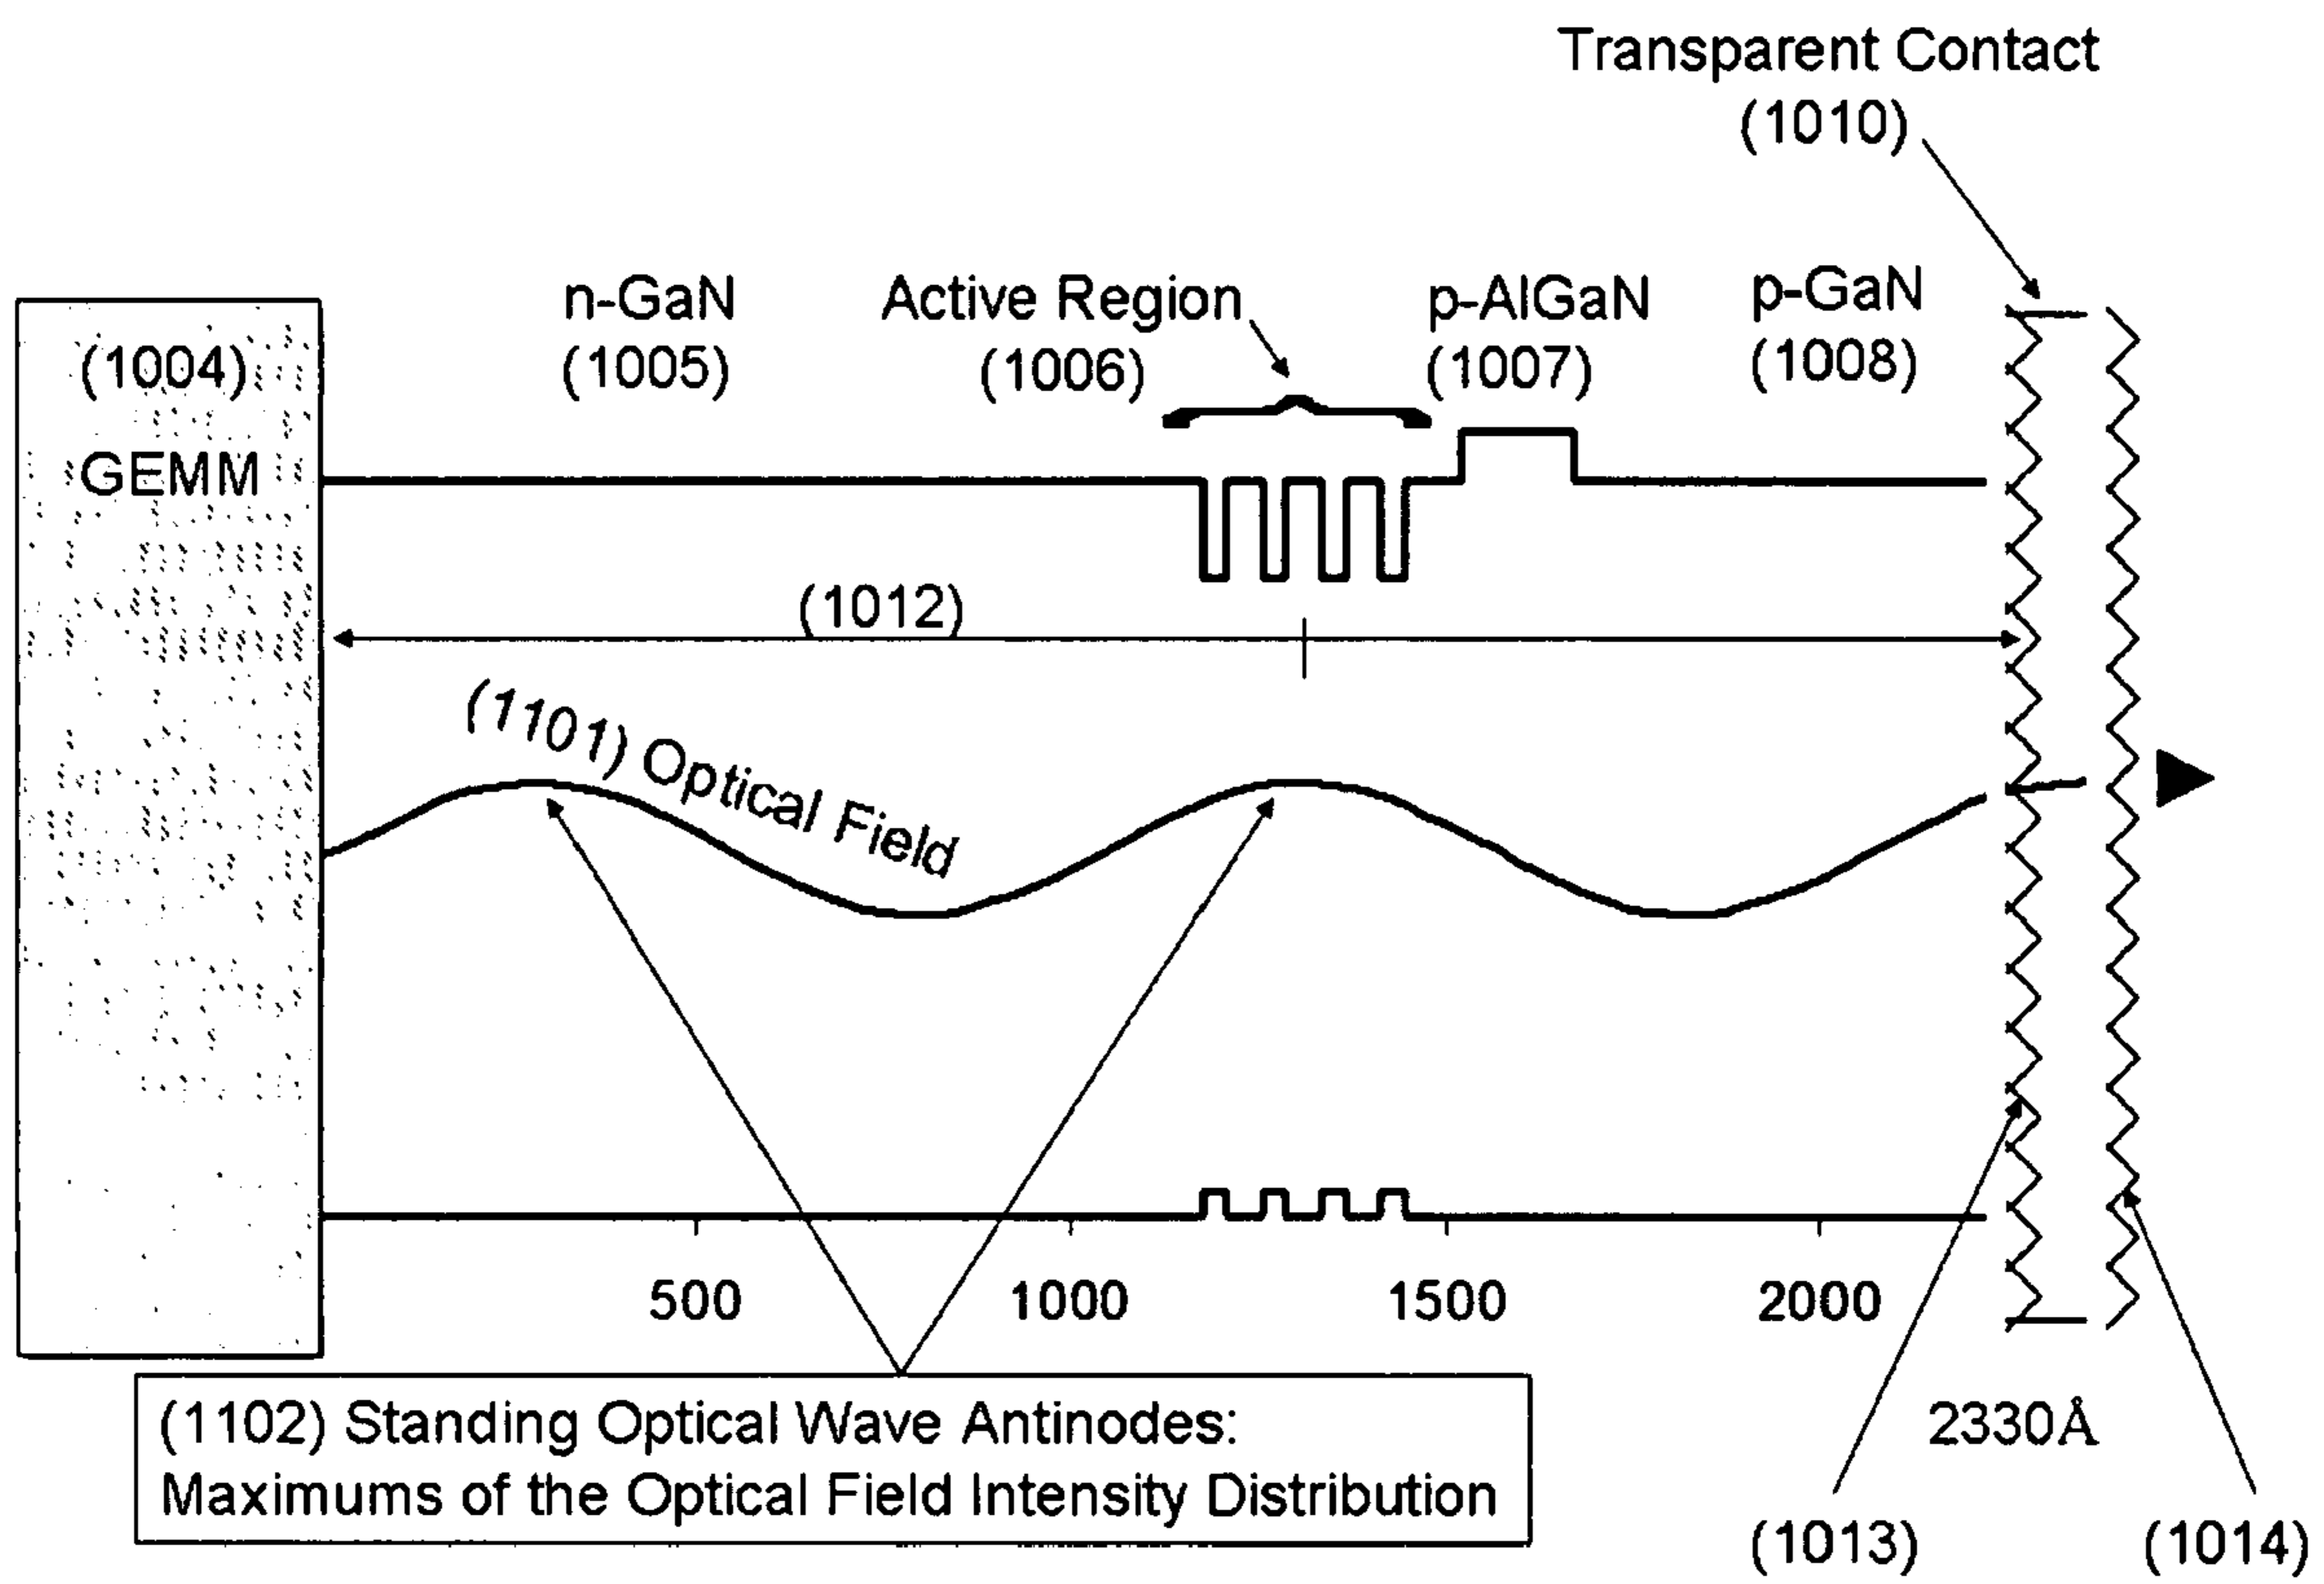 Transparent Contact
(1010)
n-GaN
(1005)
Active Region
(1006)
p-AlGaN
(1007)
p-GaN
(1008)
(1004)
GEMM
(1012)
(1101) Optical Field
500
1000
1500
2000
2330Å
(1102) Standing Optical Wave Antinodes:
Maximums of the Optical Field Intensity Distribution
(1013)
(1014)